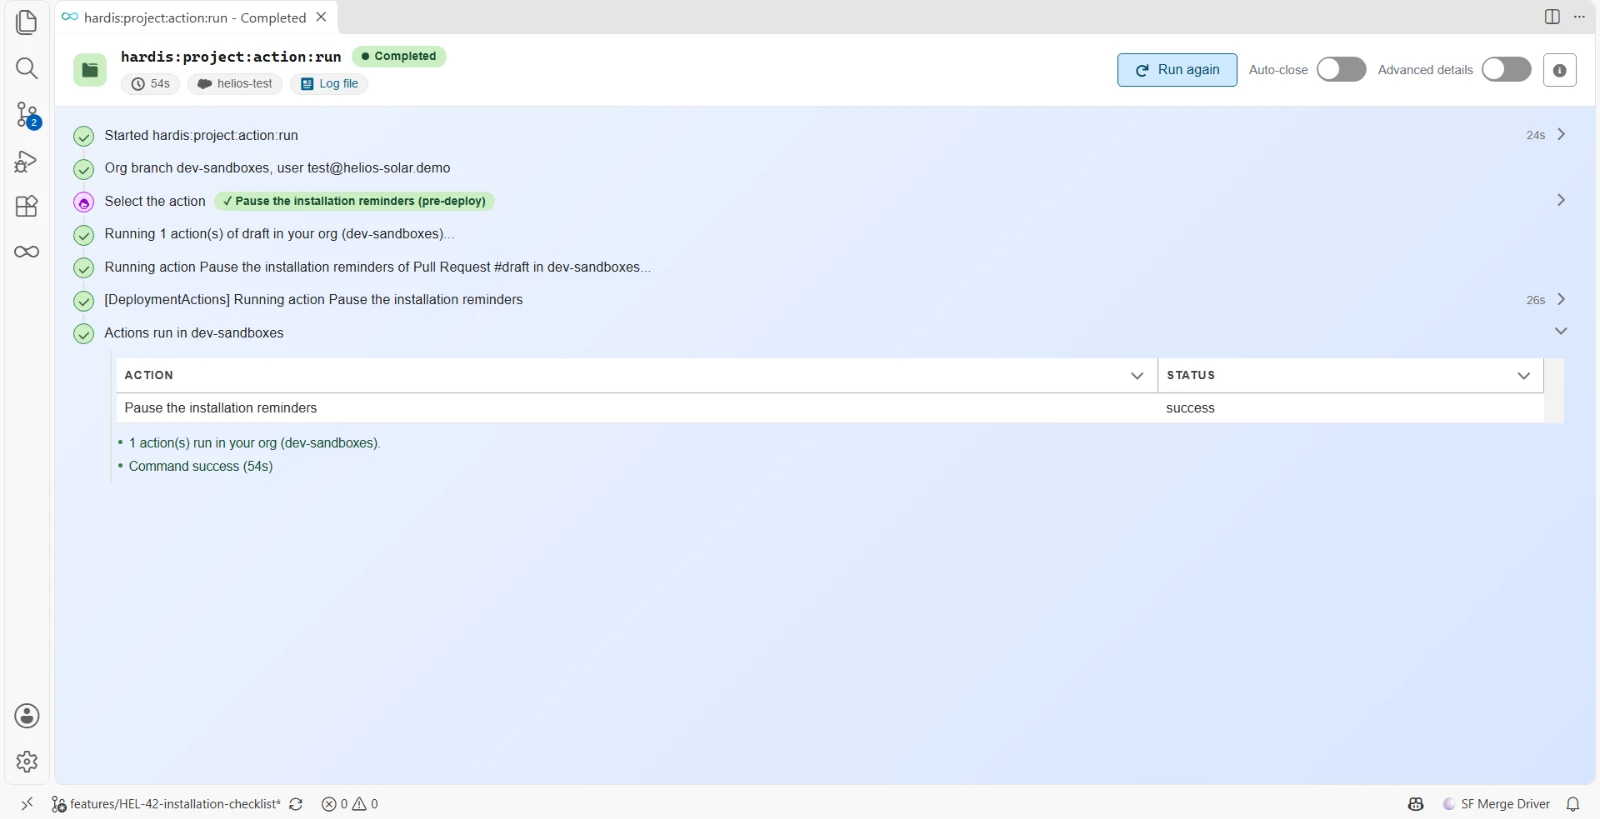 hardis:project:action:run - Completed
hardis:project:action:run
Completed
54s
helios-test
Log file
Run again
Auto-close
Advanced details
2
Started hardis:project:action:run
24s
Org branch dev-sandboxes, user test@helios-solar.demo
Select the action
✓ Pause the installation reminders (pre-deploy)
Running 1 action(s) of draft in your org (dev-sandboxes)...
Running action Pause the installation reminders of Pull Request #draft in dev-sandboxes...
[DeploymentActions] Running action Pause the installation reminders
26s
Actions run in dev-sandboxes
ACTION
STATUS
Pause the installation reminders
success
• 1 action(s) run in your org (dev-sandboxes).
• Command success (54s)
features/HEL-42-installation-checklist*
0
0
SF Merge Driver